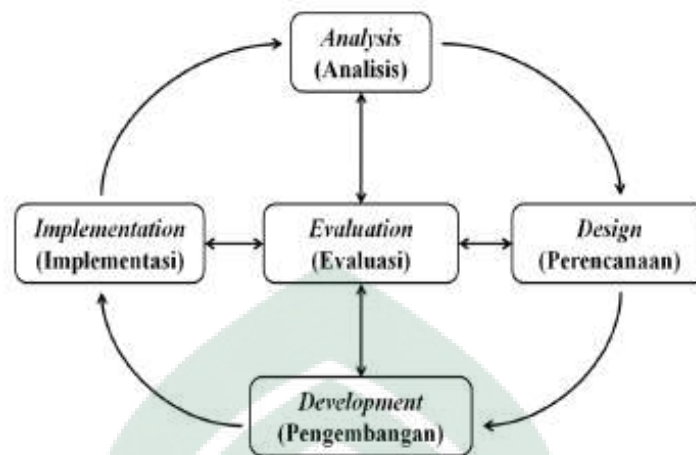 Analysis
(Analisis)
Implementation
(Implementasi)
Evaluation
(Evaluasi)
Design
(Perencanaan)
Development
(Pengembangan)